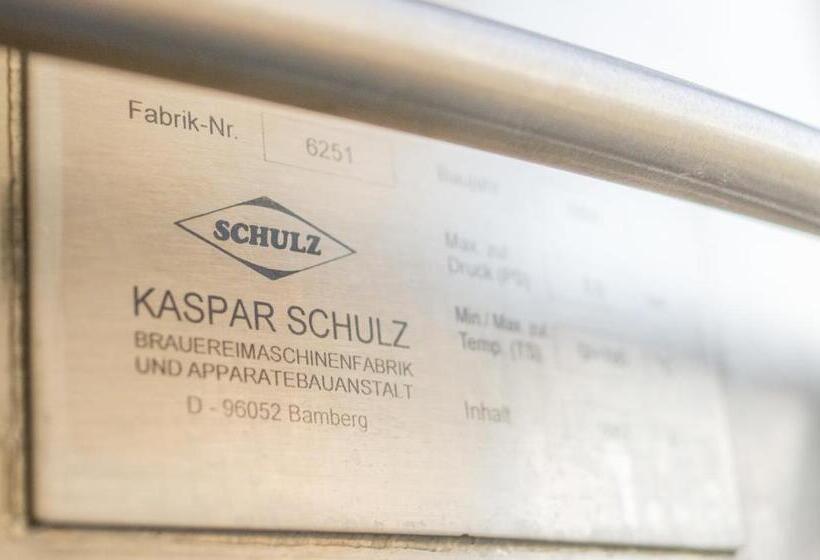 Fabrik-Nr. 6251
SCHULZ
KASPAR SCHULZ
BRAUEREIMASCHINENFABRIK
UND APPARATEBAUANSTALT
D - 96052 Bamberg
Baujahr
Max. zul.
Druck (PS)
Min./Max. zul.
Temp. (TS)
Inhalt